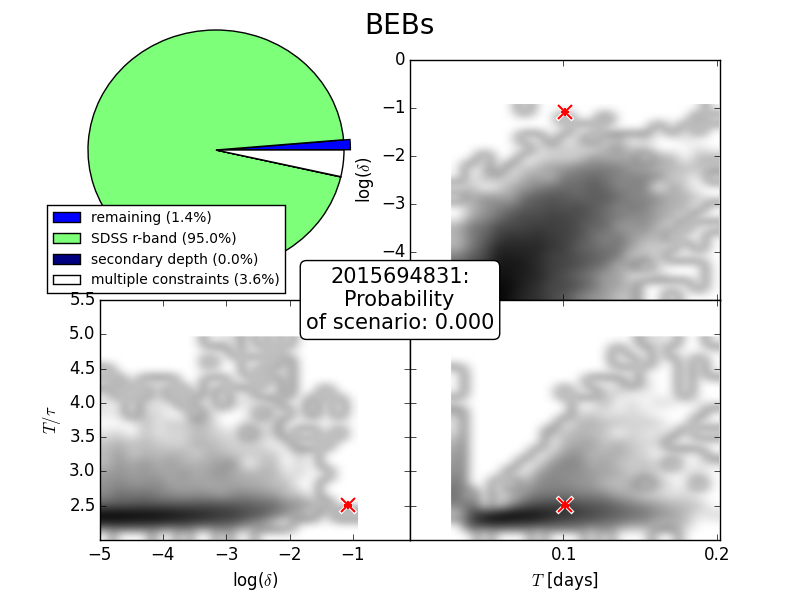 BEBs
0
−1
−2
−3
−4
log(δ)
remaining (1.4%)
SDSS r-band (95.0%)
secondary depth (0.0%)
multiple constraints (3.6%)
2015694831:
Probability
of scenario: 0.000
5.5
5.0
4.5
4.0
3.5
3.0
2.5
T/τ
−5 −4 −3 −2 −1
log(δ)
0.1 0.2
T [days]